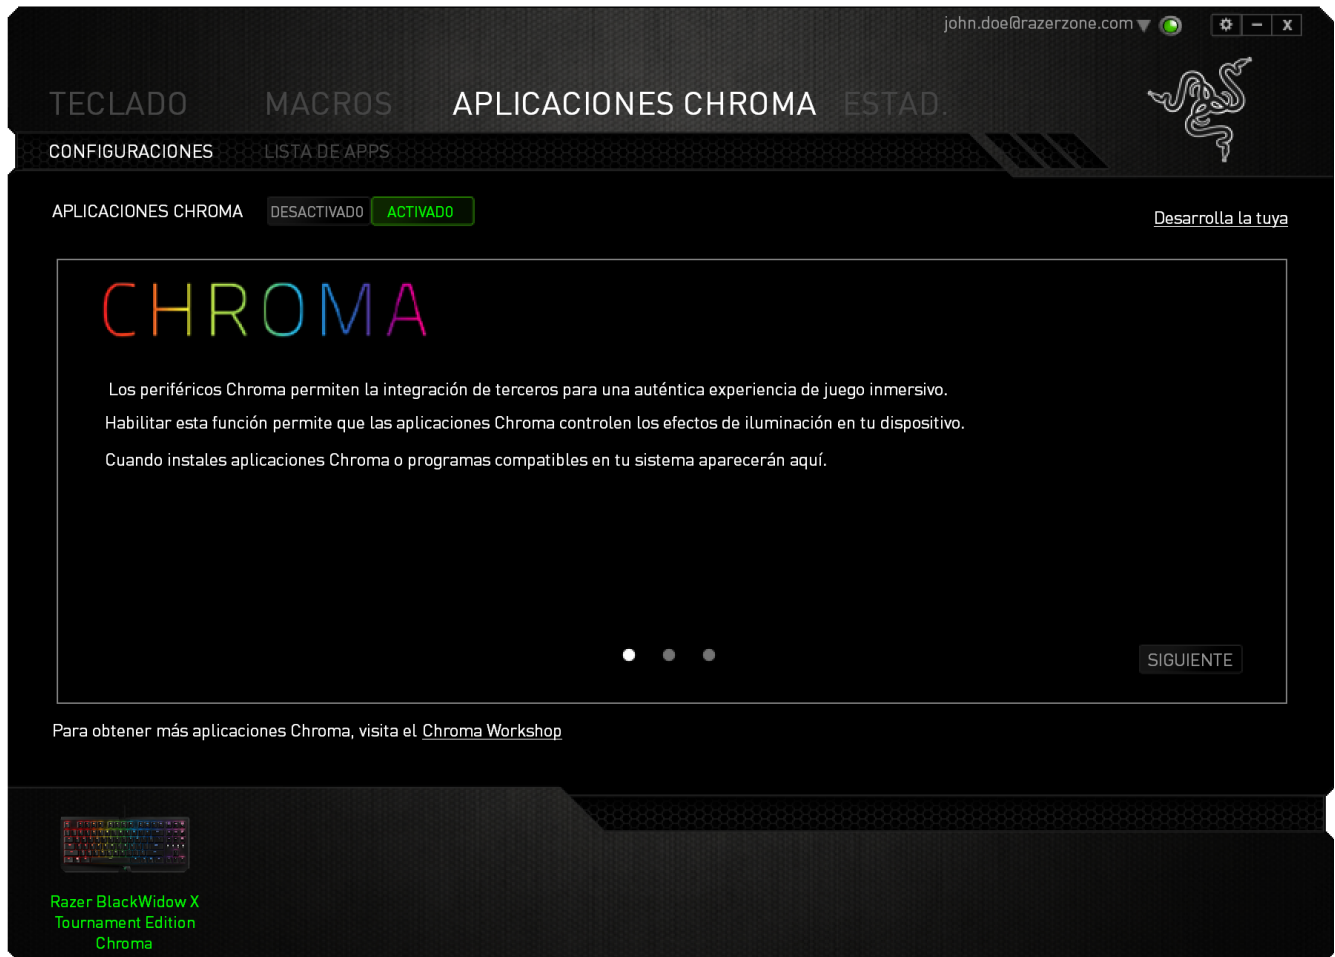 john.doe@razerzone.com
TECLADO MACROS APLICACIONES CHROMA ESTAD.
CONFIGURACIONES LISTA DE APPS
APLICACIONES CHROMA DESACTIVADO ACTIVADO
Desarrolla la tuya
CHROMA
Los periféricos Chroma permiten la integración de terceros para una auténtica experiencia de juego inmersivo.
Habilitar esta función permite que las aplicaciones Chroma controlen los efectos de iluminación en tu dispositivo.
Cuando instales aplicaciones Chroma o programas compatibles en tu sistema aparecerán aquí.
SIGUIENTE
Para obtener más aplicaciones Chroma, visita el Chroma Workshop
Razer BlackWidow X
Tournament Edition
Chroma